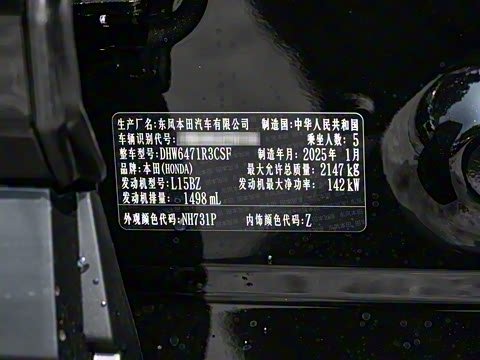 生产厂名:东风本田汽车有限公司 制造国:中华人民共和国
车辆识别代号: 乘坐人数: 5
整车型号:DHW6471R3CSF 制造年月: 2025年 1月
品牌:本田(HONDA) 最大允许总质量: 2147 kg
发动机型号:L15BZ 发动机最大净功率: 142 kW
发动机排量: 1498 mL
外观颜色代码:NH731P 内饰颜色代码:Z